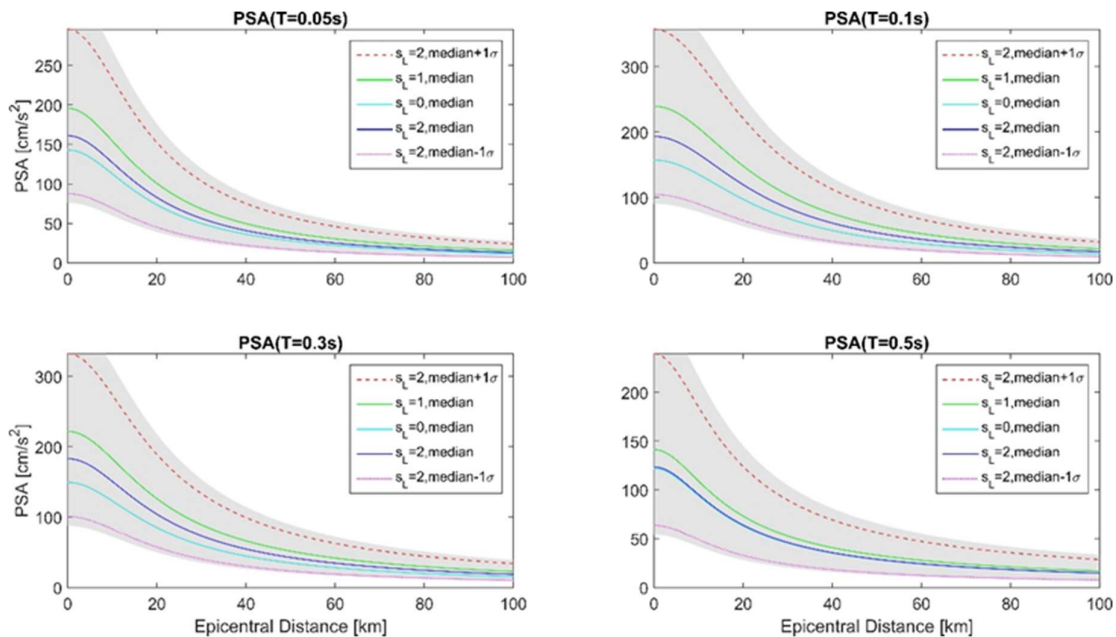 PSA(T=0.05s)
PSA [cm/s²]
250
200
150
100
50
0
0 20 40 60 80 100
s_L=2,median+1σ
s_L=1,median
s_L=0,median
s_L=2,median
s_L=2,median-1σ
PSA(T=0.1s)
300
200
100
0
0 20 40 60 80 100
s_L=2,median+1σ
s_L=1,median
s_L=0,median
s_L=2,median
s_L=2,median-1σ
PSA(T=0.3s)
PSA [cm/s²]
300
200
100
0
0 20 40 60 80 100
Epicentral Distance [km]
s_L=2,median+1σ
s_L=1,median
s_L=0,median
s_L=2,median
s_L=2,median-1σ
PSA(T=0.5s)
200
150
100
50
0
0 20 40 60 80 100
Epicentral Distance [km]
s_L=2,median+1σ
s_L=1,median
s_L=0,median
s_L=2,median
s_L=2,median-1σ